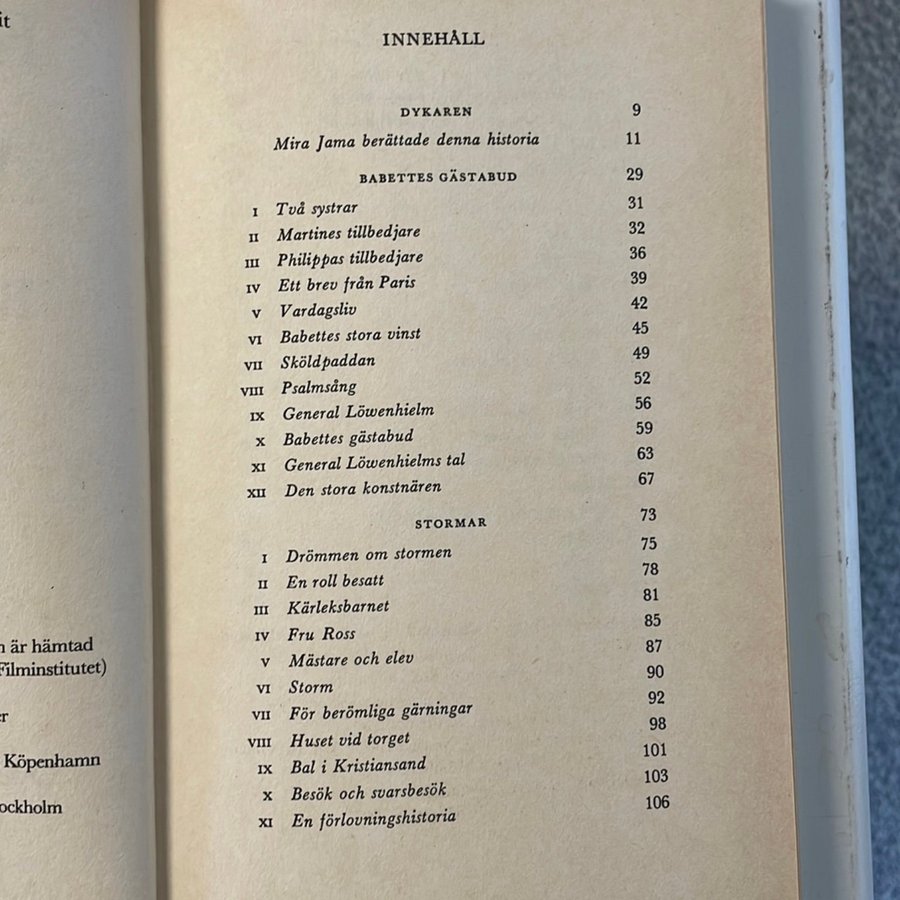 it
är hämtad
Filminstitutet)
Köpenhamn
INNEHÅLL
DYKAREN 9
Mira Jama berättade denna historia 11
BABETTES GÄSTABUD 29
I Två systrar 31
II Martines tillbedjare 32
III Philippas tillbedjare 36
IV Ett brev från Paris 39
V Vardagsliv 42
VI Babettes stora vinst 45
VII Sköldpaddan 49
VIII Psalmsång 52
IX General Löwenhielm 56
X Babettes gästabud 59
XI General Löwenhielms tal 63
XII Den stora konstnären 67
STORMAR 73
I Drömmen om stormen 75
II En roll besatt 78
III Kärleksbarnet 81
IV Fru Ross 85
V Mästare och elev 87
VI Storm 90
VII För berömliga gärningar 92
VIII Huset vid torget 98
IX Bal i Kristiansand 101
X Besök och svarsbesök 103
XI En förlovningshistoria 106